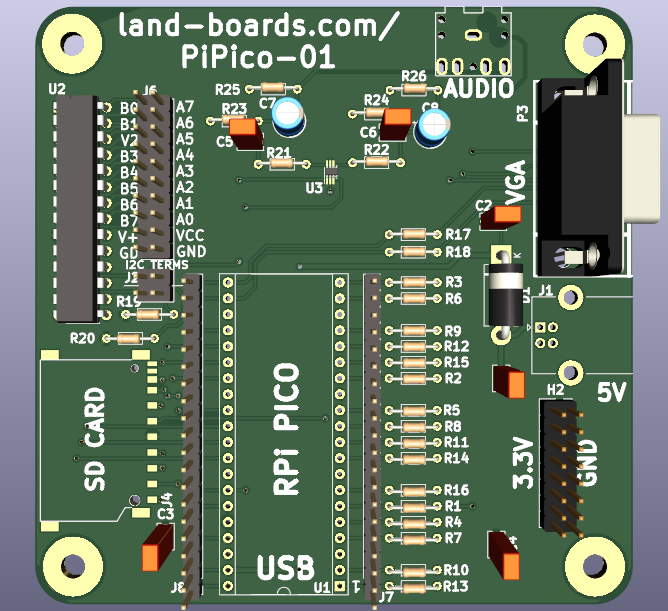 land-boards.com/
PiPico-01
AUDIO
U2
J6
R25
C7
R26
R23
R24
C9
C5
C6
R21
R22
U3
P3
VGA
C2
B0 A7
B1 A6
V2 A5
B3 A4
B4 A3
B5 A2
B6 A1
B7 A0
V+ VCC
GD GND
I2C TERMS
J2
R19
R20
R17
R18
R3
R6
R9
R12
R15
R2
R5
R8
R11
R14
R16
R1
R4
R7
R10
R13
K
J1
H2
5V
3.3V
GND
SD CARD
J4
C3
RPi PICO
USB
U1
1
J8
J7